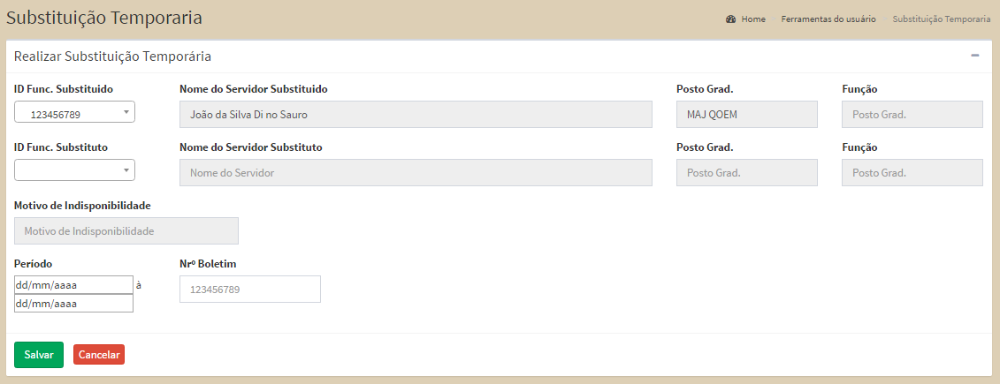 Substituição Temporaria
Home Ferramentas do usuário Substituição Temporaria
Realizar Substituição Temporária
ID Func. Substituido Nome do Servidor Substituido Posto Grad. Função
123456789 João da Silva Di no Sauro MAJ QOEM Posto Grad.
ID Func. Substituto Nome do Servidor Substituto Posto Grad. Função
Nome do Servidor Posto Grad. Posto Grad.
Motivo de Indisponibilidade
Motivo de Indisponibilidade
Período Nrº Boletim
dd/mm/aaaa à 123456789
dd/mm/aaaa
Salvar Cancelar